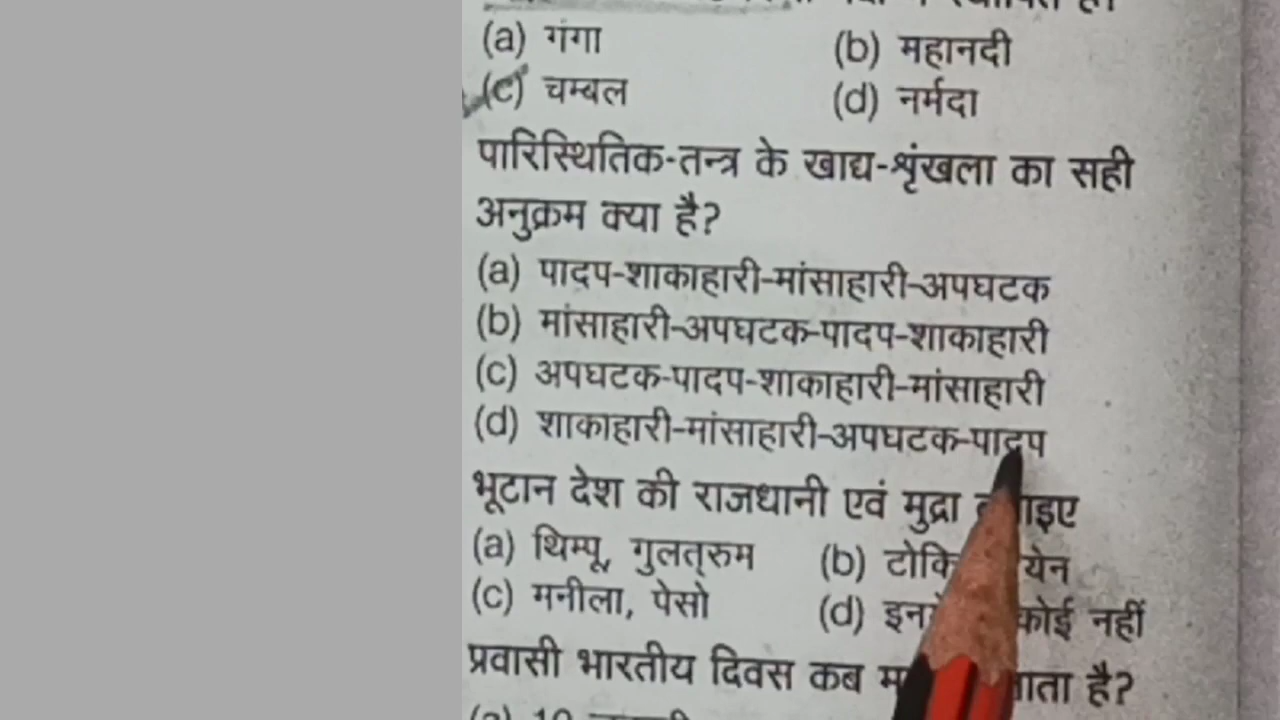 (a) गंगा (b) महानदी
(c) चम्बल (d) नर्मदा
पारिस्थितिक-तन्त्र के खाद्य-शृंखला का सही
अनुक्रम क्या है?
(a) पादप-शाकाहारी-मांसाहारी-अपघटक
(b) मांसाहारी-अपघटक-पादप-शाकाहारी
(c) अपघटक-पादप-शाकाहारी-मांसाहारी
(d) शाकाहारी-मांसाहारी-अपघटक-पादप
भूटान देश की राजधानी एवं मुद्रा
(a) थिम्पू, गुलत्रुम (b) येन
(c) मनीला, पेसो (d) कोई नहीं
प्रवासी भारतीय दिवस कब है?